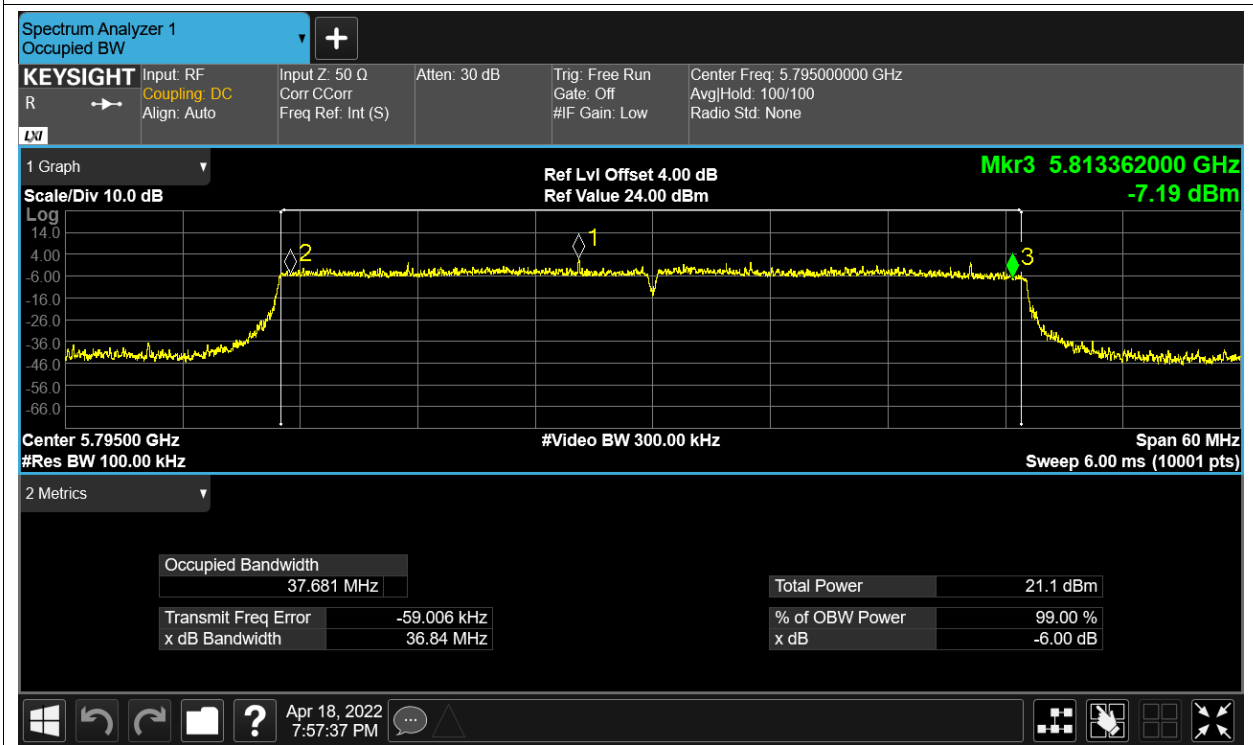 Spectrum Analyzer 1
Occupied BW
KEYSIGHT Input: RF Input Z: 50 Ω Atten: 30 dB Trig: Free Run Center Freq: 5.795000000 GHz
R Coupling: DC Corr CCorr Gate: Off Avg|Hold: 100/100
Align: Auto Freq Ref: Int (S) #IF Gain: Low Radio Std: None
LXI
1 Graph Ref Lvl Offset 4.00 dB Mkr3 5.813362000 GHz
Scale/Div 10.0 dB Ref Value 24.00 dBm -7.19 dBm
Log
14.0
4.00
-6.00
-16.0
-26.0
-36.0
-46.0
-56.0
-66.0
2
1
3
Center 5.79500 GHz #Video BW 300.00 kHz Span 60 MHz
#Res BW 100.00 kHz Sweep 6.00 ms (10001 pts)
2 Metrics
Occupied Bandwidth
37.681 MHz Total Power 21.1 dBm
Transmit Freq Error -59.006 kHz % of OBW Power 99.00 %
x dB Bandwidth 36.84 MHz x dB -6.00 dB
? Apr 18, 2022
7:57:37 PM